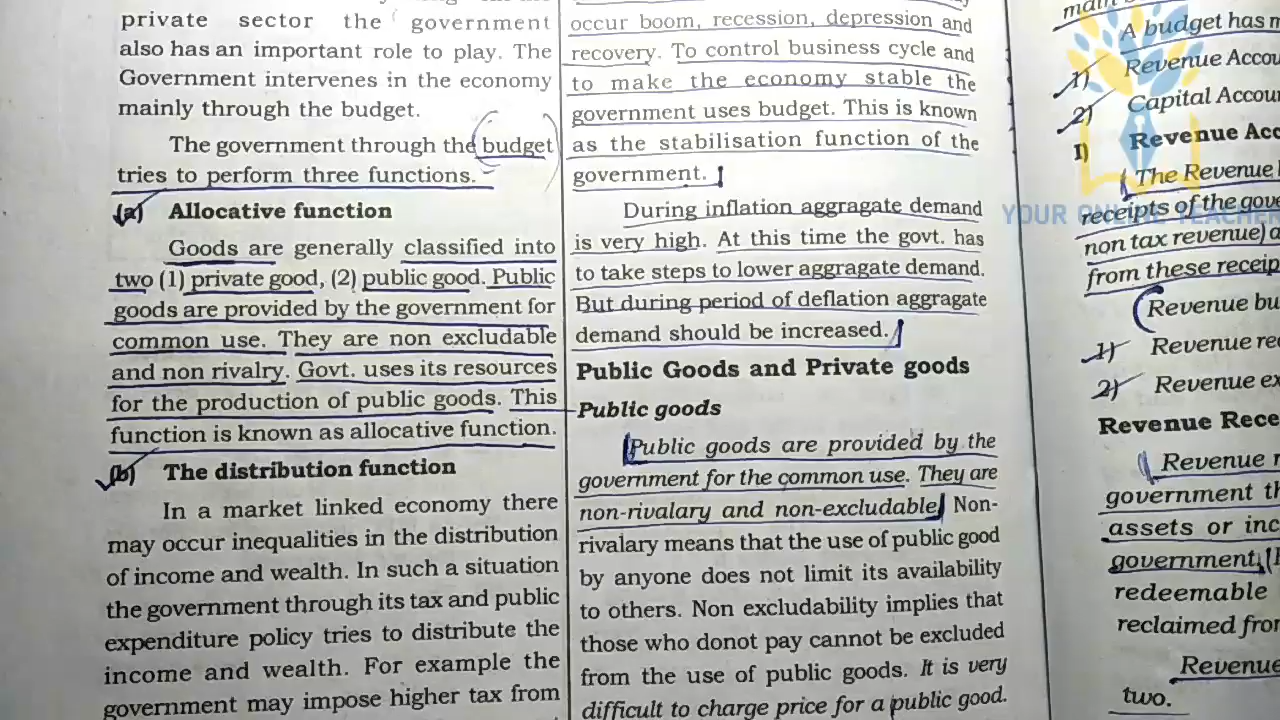 private sector the government
also has an important role to play. The
Government intervenes in the economy
mainly through the budget.
The government through the budget
tries to perform three functions.
(a) Allocative function
Goods are generally classified into
two (1) private good, (2) public good. Public
goods are provided by the government for
common use. They are non excludable
and non rivalry. Govt. uses its resources
for the production of public goods. This
function is known as allocative function.
(b) The distribution function
In a market linked economy there
may occur inequalities in the distribution
of income and wealth. In such a situation
the government through its tax and public
expenditure policy tries to distribute the
income and wealth. For example the
government may impose higher tax from
occur boom, recession, depression and
recovery. To control business cycle and
to make the economy stable the
government uses budget. This is known
as the stabilisation function of the
government.
During inflation aggragate demand
is very high. At this time the govt. has
to take steps to lower aggragate demand.
But during period of deflation aggragate
demand should be increased.
Public Goods and Private goods
Public goods
Public goods are provided by the
government for the common use. They are
non-rivalary and non-excludable Non-
rivalary means that the use of public good
by anyone does not limit its availability
to others. Non excludability implies that
those who donot pay cannot be excluded
from the use of public goods. It is very
difficult to charge price for a public good.
main
A budget has
1) Revenue Accou
2) Capital Accou
I) Revenue Acc
The Revenue
receipts of the gove
non tax revenue) a
from these receip
Revenue bu
1) Revenue re
2) Revenue ex
Revenue Rece
Revenue
government th
assets or inc
government,
redeemable
reclaimed fro
Revenue
two.
YOUR ONLINE TEACHER